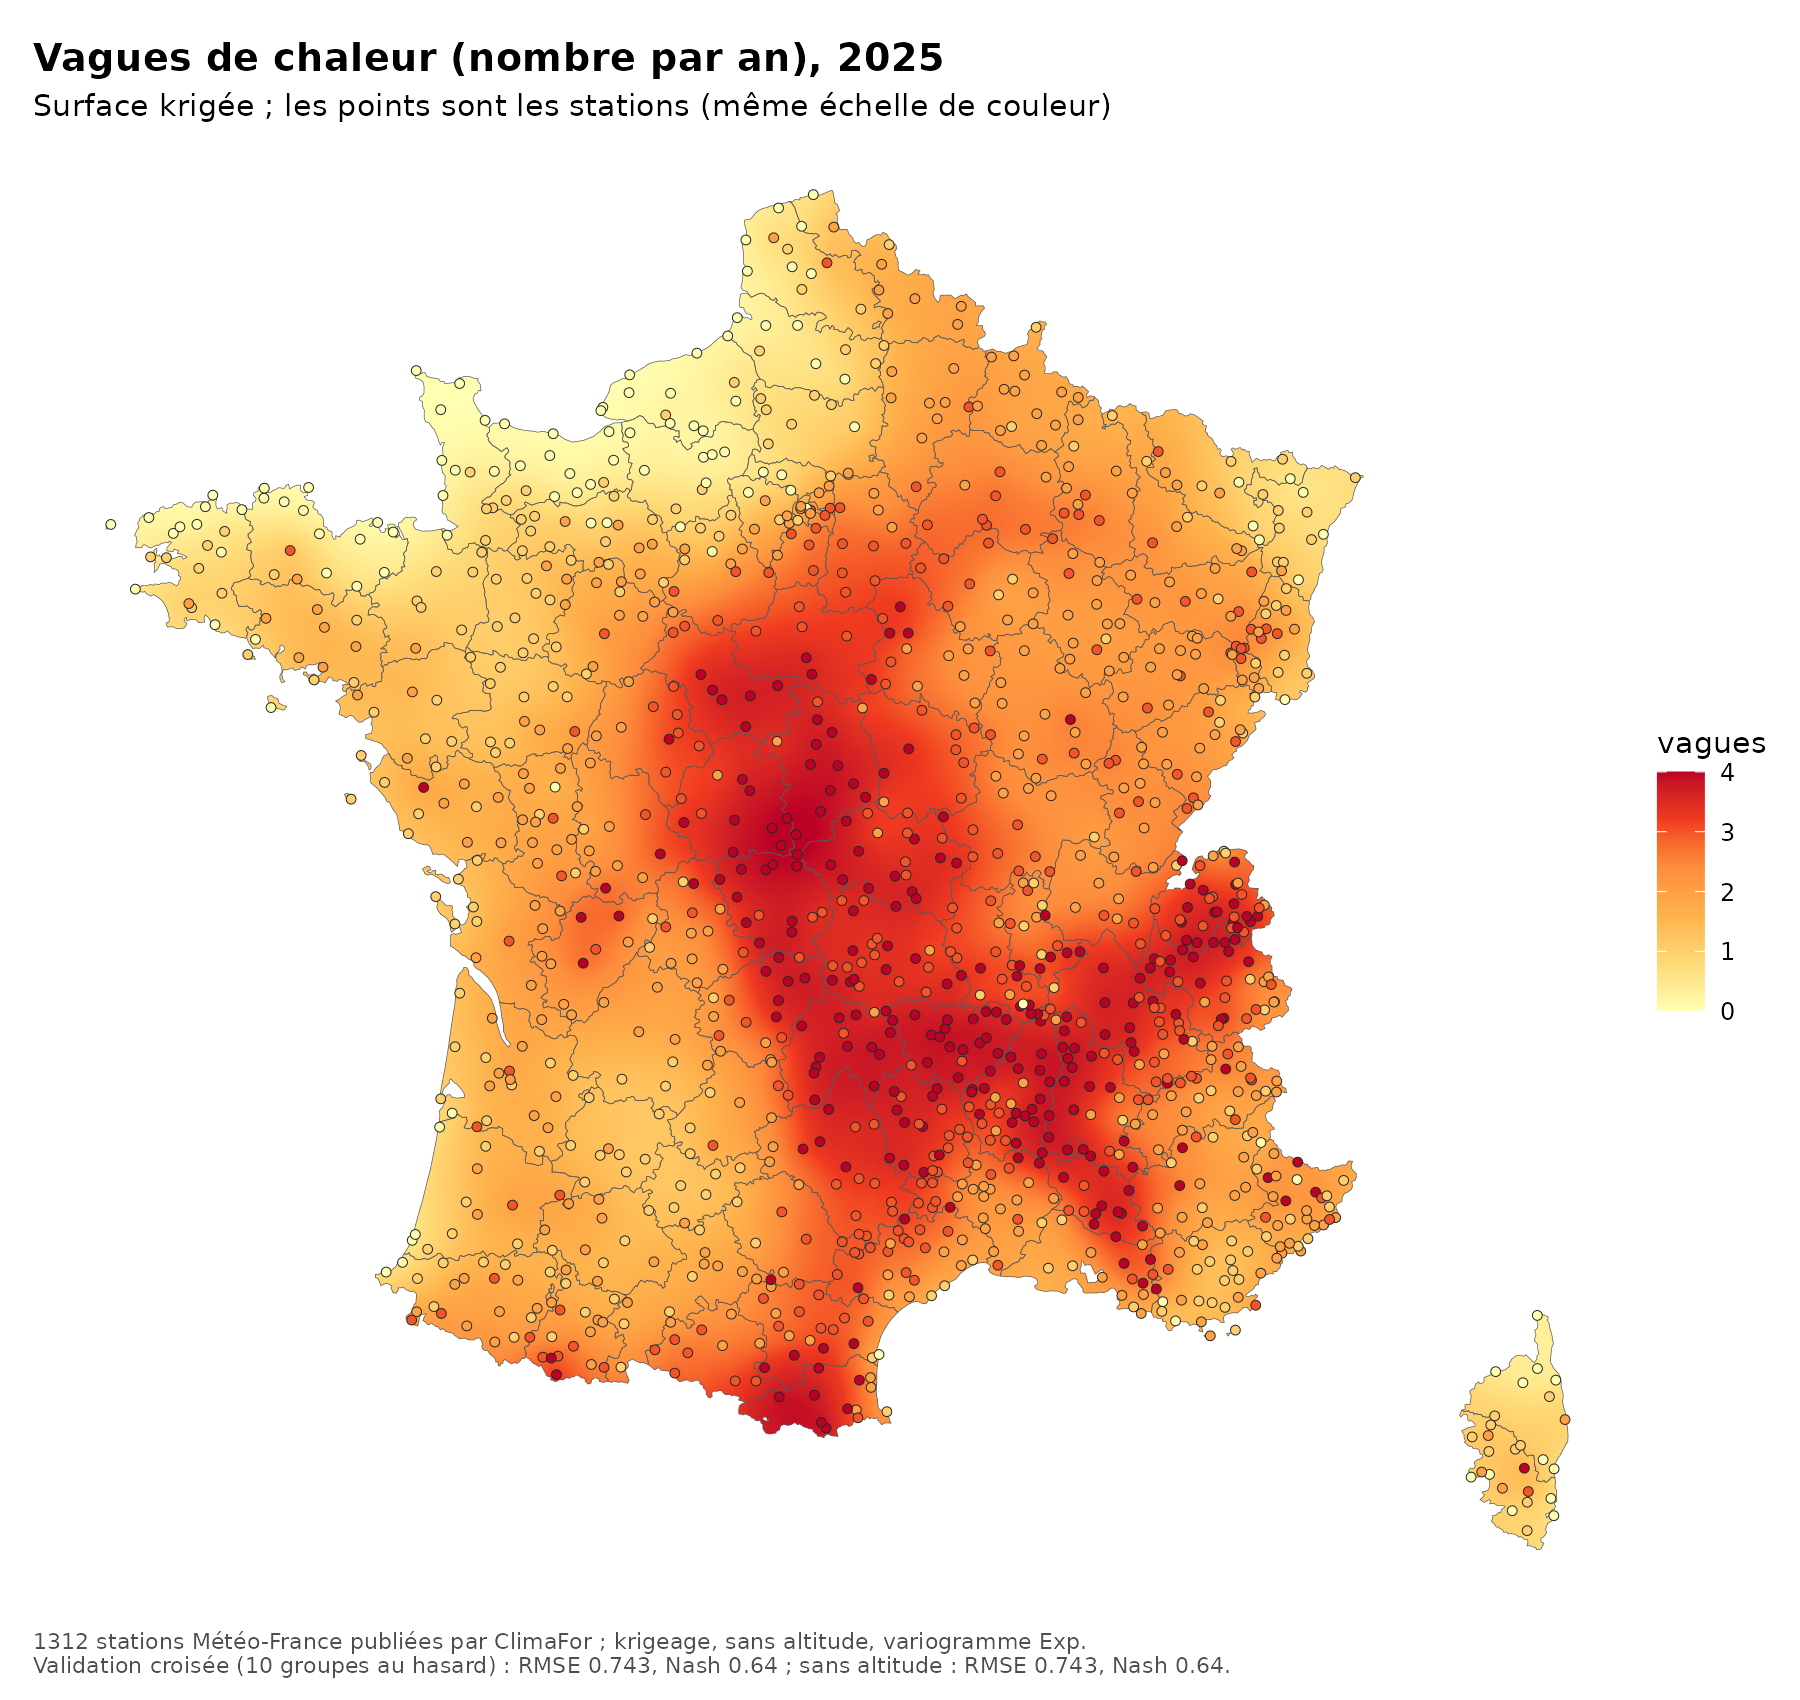 Vagues de chaleur (nombre par an), 2025
Surface krigée ; les points sont les stations (même échelle de couleur)
vagues
4
3
2
1
0
1312 stations Météo-France publiées par ClimaFor ; krigeage, sans altitude, variogramme Exp.
Validation croisée (10 groupes au hasard) : RMSE 0.743, Nash 0.64 ; sans altitude : RMSE 0.743, Nash 0.64.